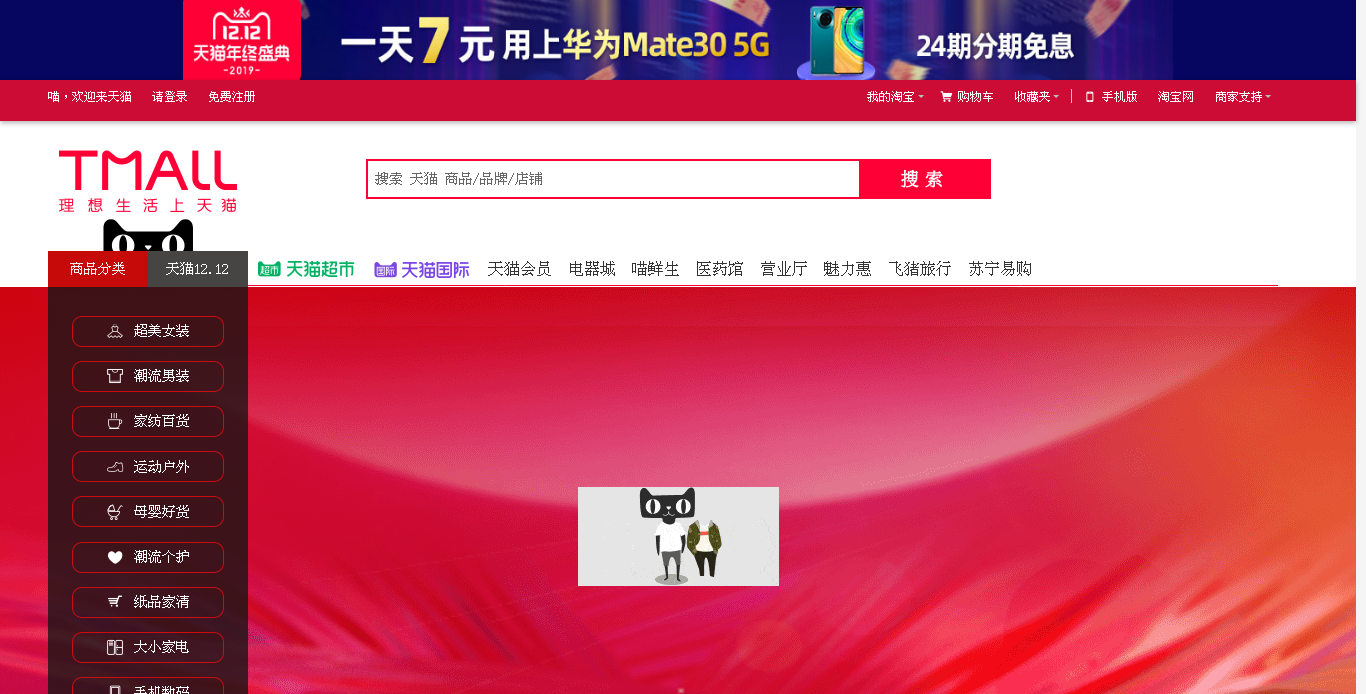 12.12
天猫年终盛典
-2019-
一天7元 用上华为Mate30 5G
24期分期免息
喵，欢迎来天猫 请登录 免费注册
我的淘宝 购物车 收藏夹 手机版 淘宝网 商家支持
TMALL
理想生活上天猫
搜索 天猫 商品/品牌/店铺
搜索
商品分类 天猫12.12 超市 天猫超市 国际 天猫国际 天猫会员 电器城 喵鲜生 医药馆 营业厅 魅力惠 飞猪旅行 苏宁易购
超美女装
潮流男装
家纺百货
运动户外
母婴好货
潮流个护
纸品家清
大小家电
手机数码